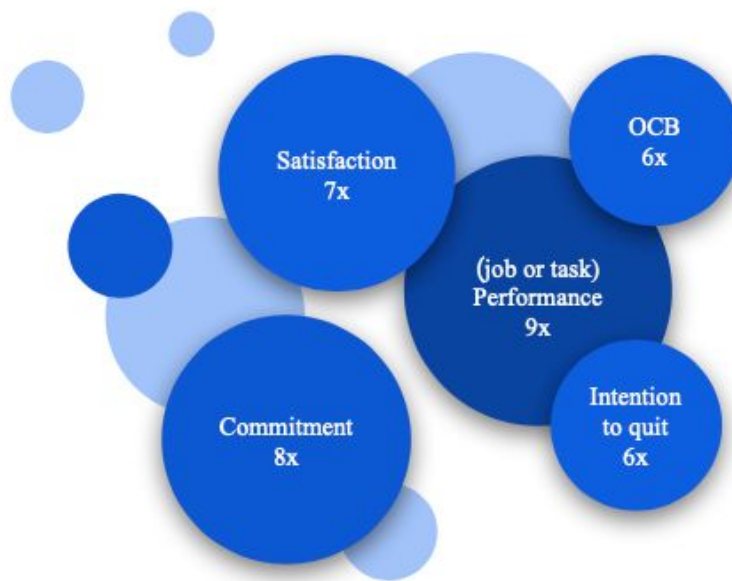 Satisfaction
7x
OCB
6x
(job or task)
Performance
9x
Commitment
8x
Intention
to quit
6x